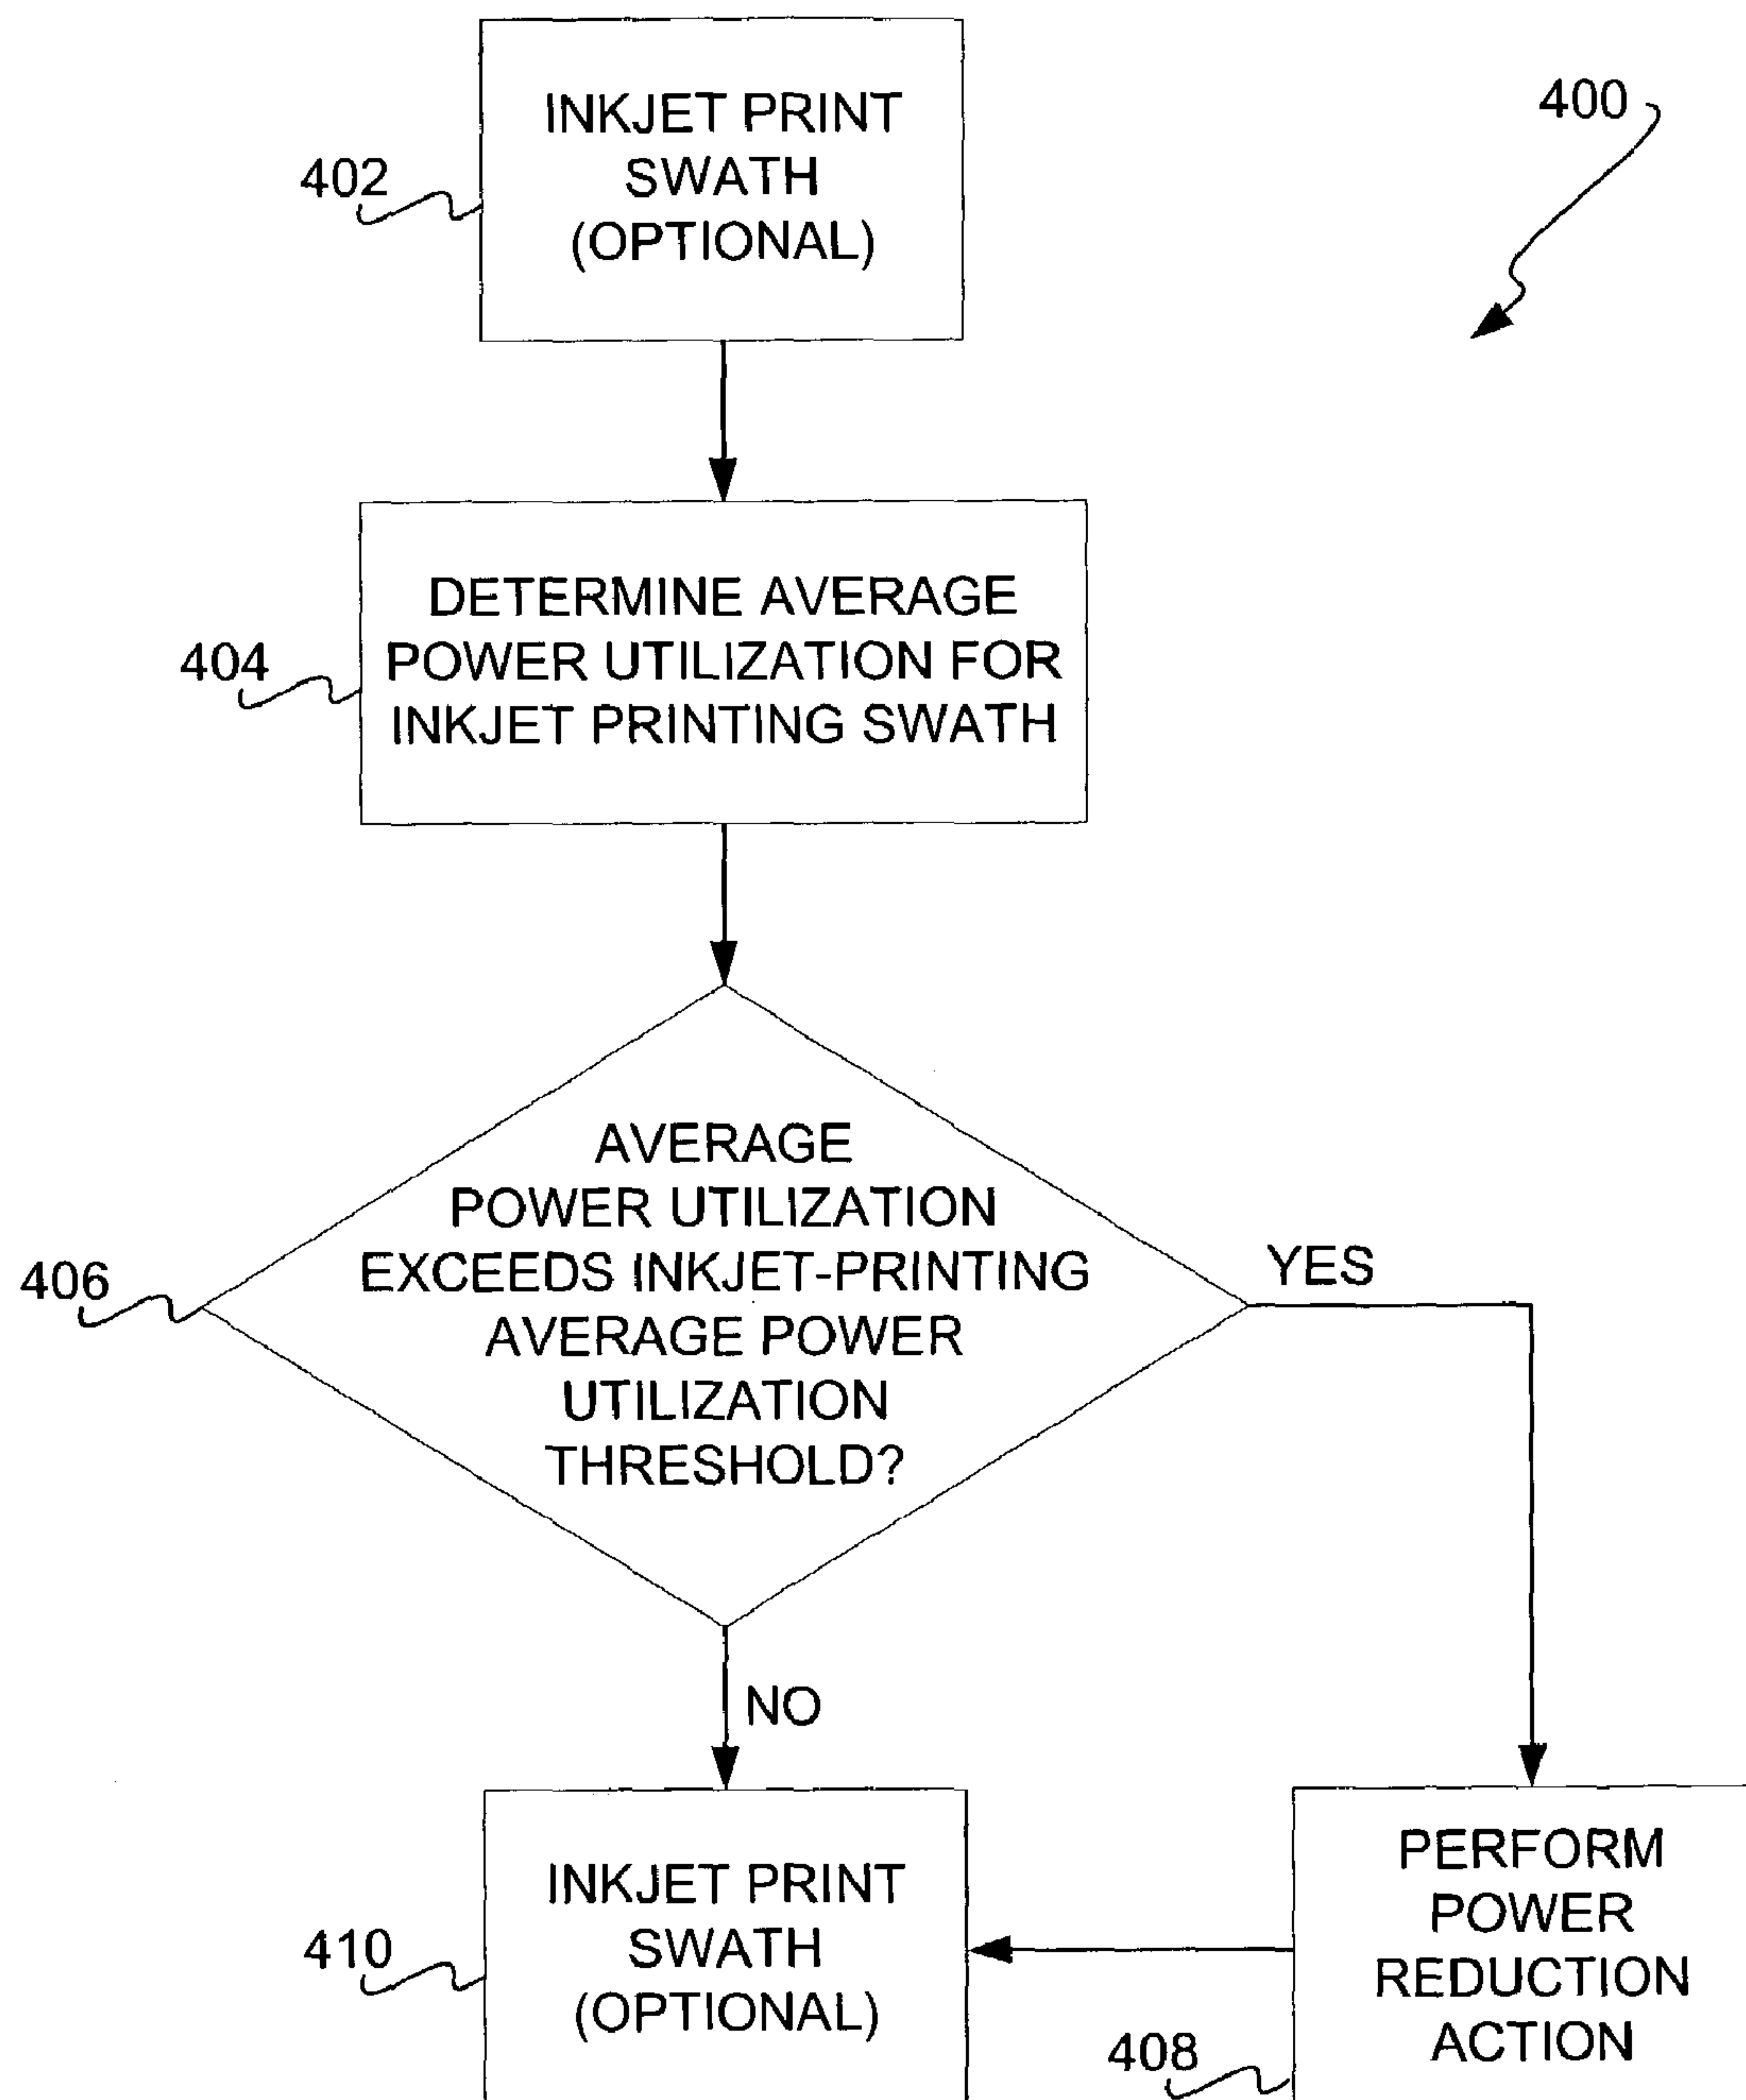 INKJET PRINT
SWATH
(OPTIONAL)
402
400
DETERMINE AVERAGE
POWER UTILIZATION FOR
INKJET PRINTING SWATH
404
AVERAGE
POWER UTILIZATION
EXCEEDS INKJET-PRINTING
AVERAGE POWER
UTILIZATION
THRESHOLD?
406
YES
NO
INKJET PRINT
SWATH
(OPTIONAL)
410
PERFORM
POWER
REDUCTION
ACTION
408